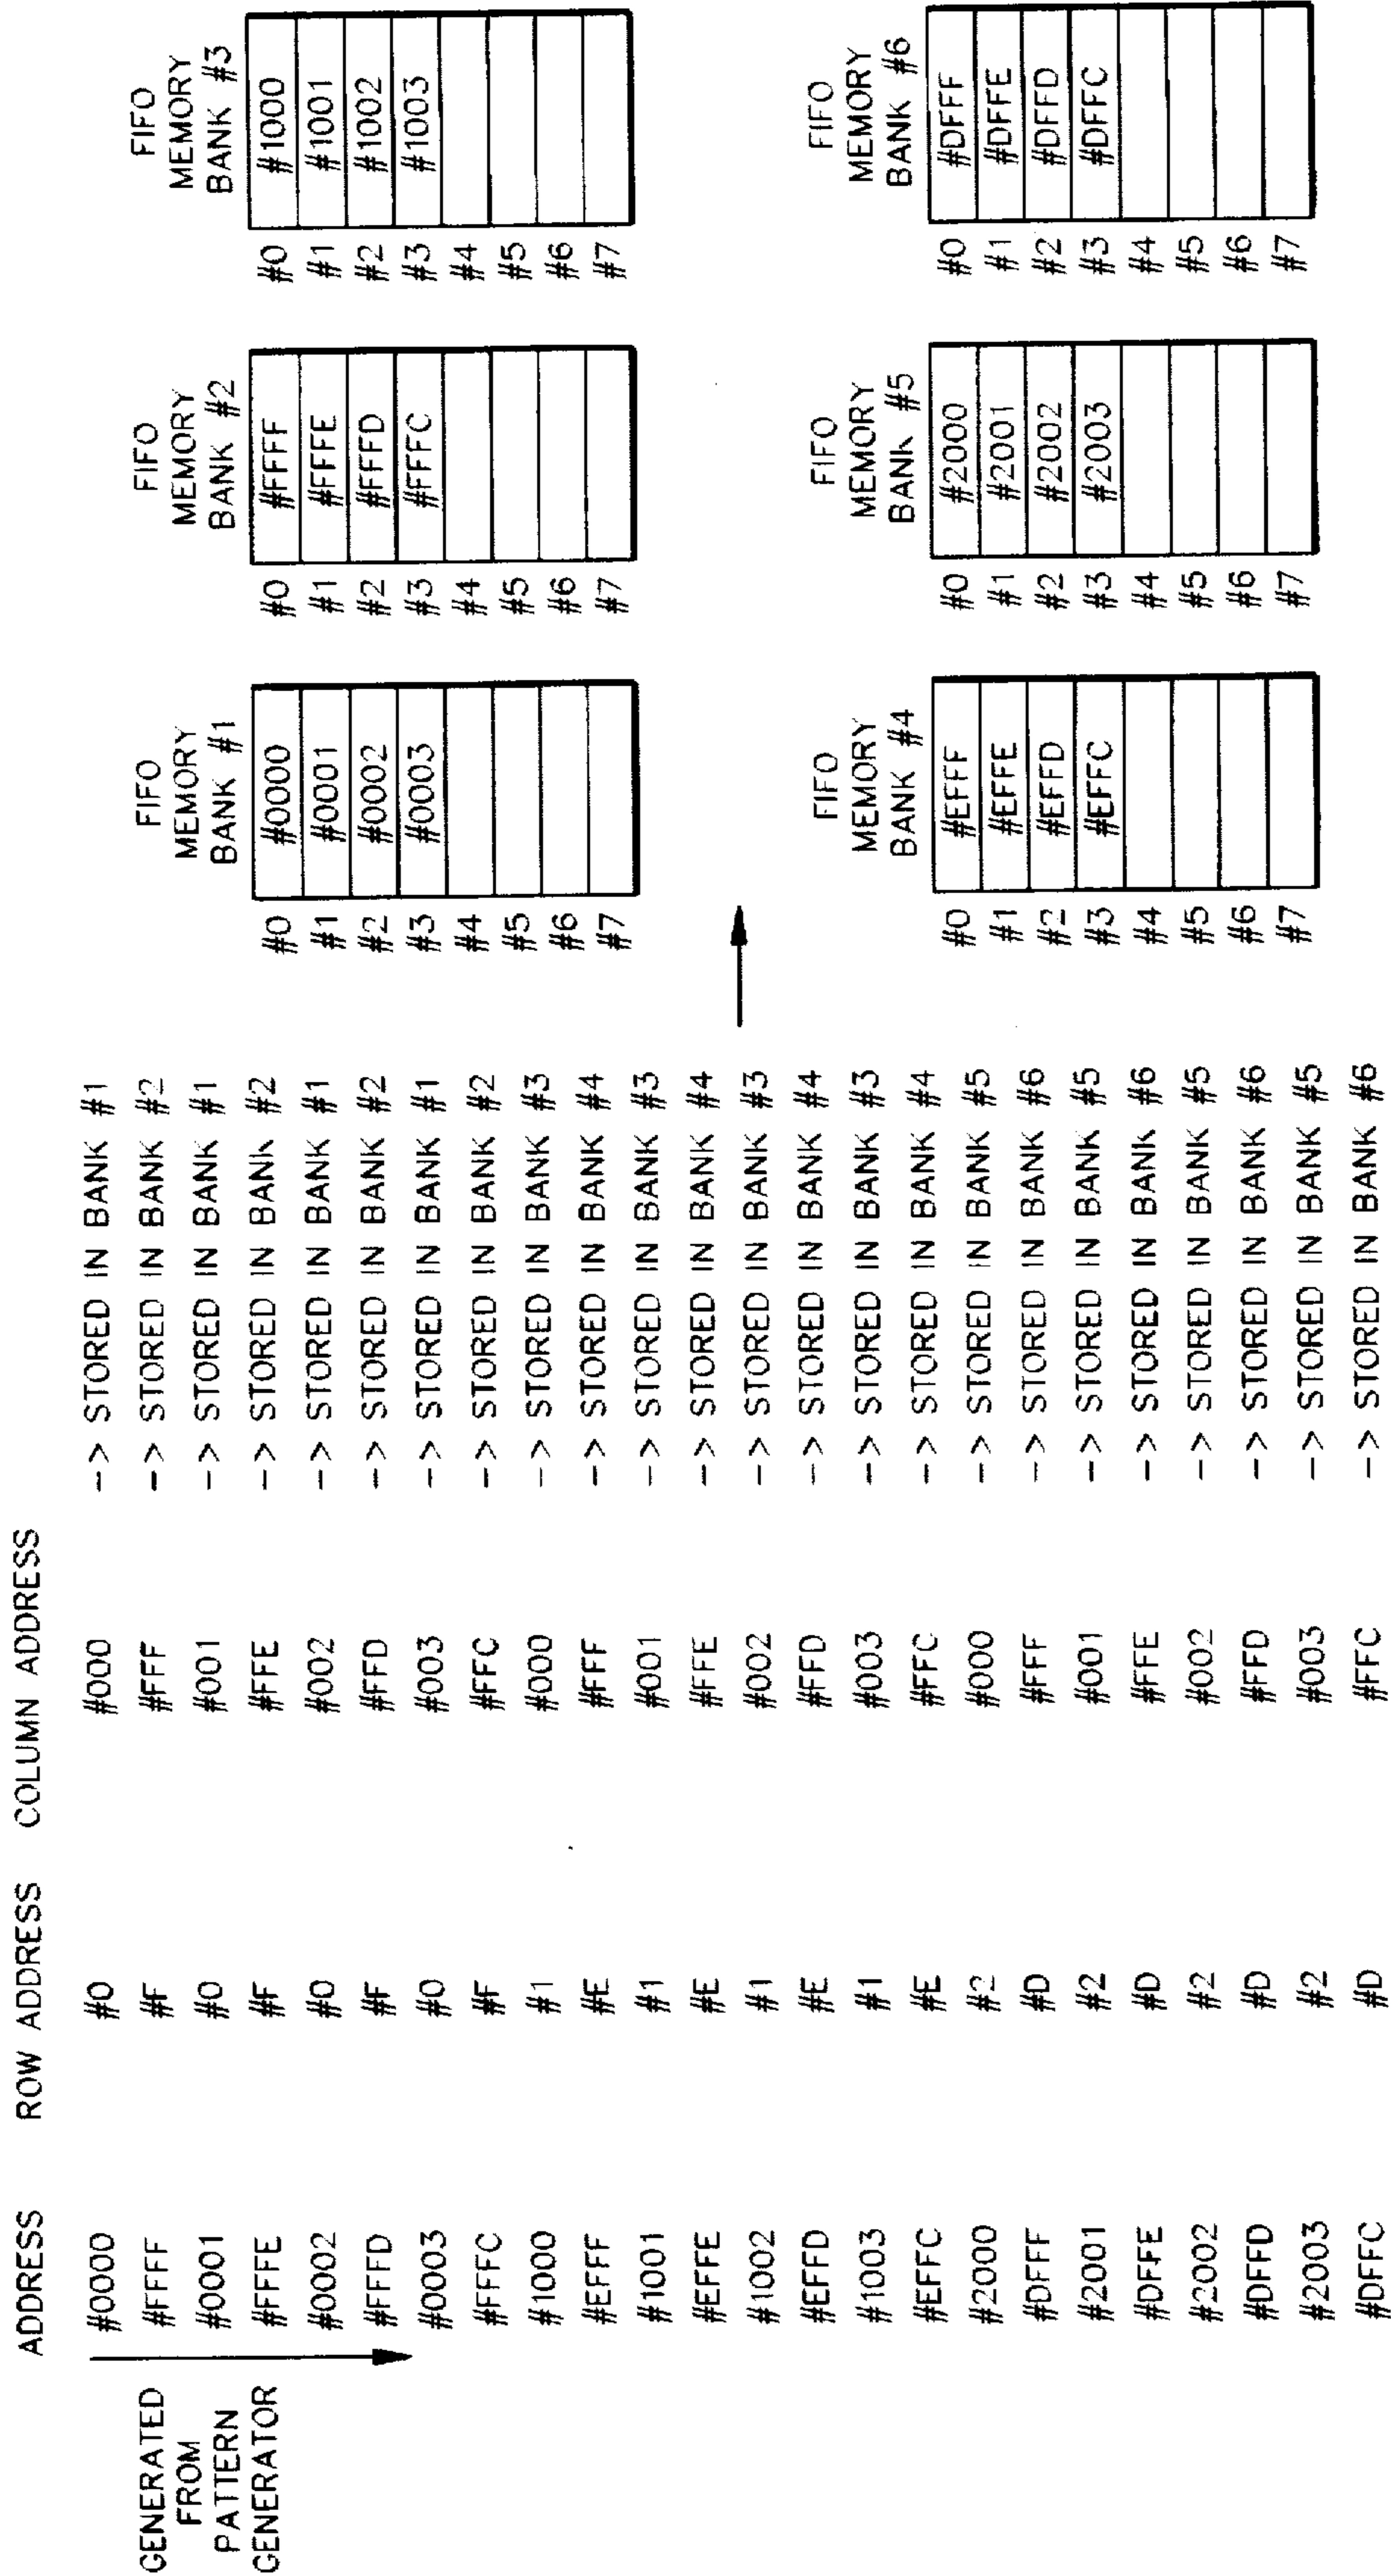 ADDRESS ROW ADDRESS COLUMN ADDRESS
GENERATED
FROM
PATTERN
GENERATOR
#0000 #0 #000 -> STORED IN BANK #1
#FFFF #F #FFF -> STORED IN BANK #2
#0001 #0 #001 -> STORED IN BANK #1
#FFFE #F #FFE -> STORED IN BANK #2
#0002 #0 #002 -> STORED IN BANK #1
#FFFD #F #FFD -> STORED IN BANK #2
#0003 #0 #003 -> STORED IN BANK #1
#FFFC #F #FFC -> STORED IN BANK #2
#1000 #1 #000 -> STORED IN BANK #3
#EFFF #E #FFF -> STORED IN BANK #4
#1001 #1 #001 -> STORED IN BANK #3
#EFFE #E #FFE -> STORED IN BANK #4
#1002 #1 #002 -> STORED IN BANK #3
#EFFD #E #FFD -> STORED IN BANK #4
#1003 #1 #003 -> STORED IN BANK #3
#EFFC #E #FFC -> STORED IN BANK #4
#2000 #2 #000 -> STORED IN BANK #5
#DFFF #D #FFF -> STORED IN BANK #6
#2001 #2 #001 -> STORED IN BANK #5
#DFFE #D #FFE -> STORED IN BANK #6
#2002 #2 #002 -> STORED IN BANK #5
#DFFD #D #FFD -> STORED IN BANK #6
#2003 #2 #003 -> STORED IN BANK #5
#DFFC #D #FFC -> STORED IN BANK #6
FIFO
MEMORY
BANK #1
#0 #0000
#1 #0001
#2 #0002
#3 #0003
#4
#5
#6
#7
FIFO
MEMORY
BANK #2
#0 #FFFF
#1 #FFFE
#2 #FFFD
#3 #FFFC
#4
#5
#6
#7
FIFO
MEMORY
BANK #3
#0 #1000
#1 #1001
#2 #1002
#3 #1003
#4
#5
#6
#7
FIFO
MEMORY
BANK #4
#0 #EFFF
#1 #EFFE
#2 #EFFD
#3 #EFFC
#4
#5
#6
#7
FIFO
MEMORY
BANK #5
#0 #2000
#1 #2001
#2 #2002
#3 #2003
#4
#5
#6
#7
FIFO
MEMORY
BANK #6
#0 #DFFF
#1 #DFFE
#2 #DFFD
#3 #DFFC
#4
#5
#6
#7